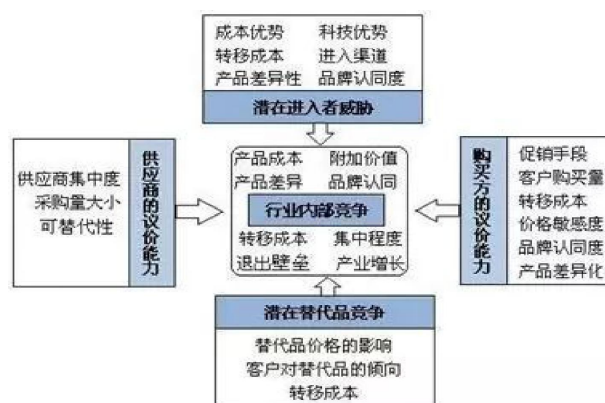 成本优势 科技优势
转移成本 进入渠道
产品差异性 品牌认同度
潜在进入者威胁
供应商集中度
采购量大小
可替代性
供应商的议价能力
产品成本 附加价值
产品差异 品牌认同
行业内部竞争
转移成本 集中程度
退出壁垒 产业增长
购买方的议价能力
促销手段
客户购买量
转移成本
价格敏感度
品牌认同度
产品差异化
潜在替代品竞争
替代品价格的影响
客户对替代品的倾向
转移成本